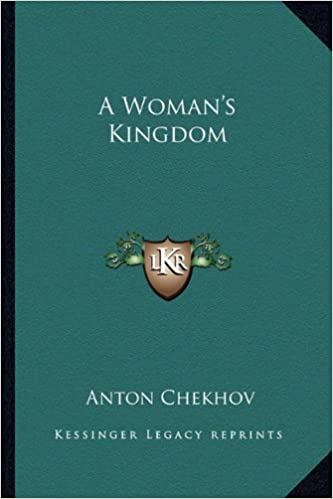 A WOMAN'S
KINGDOM
LKR
ANTON CHEKHOV
KESSINGER LEGACY REPRINTS